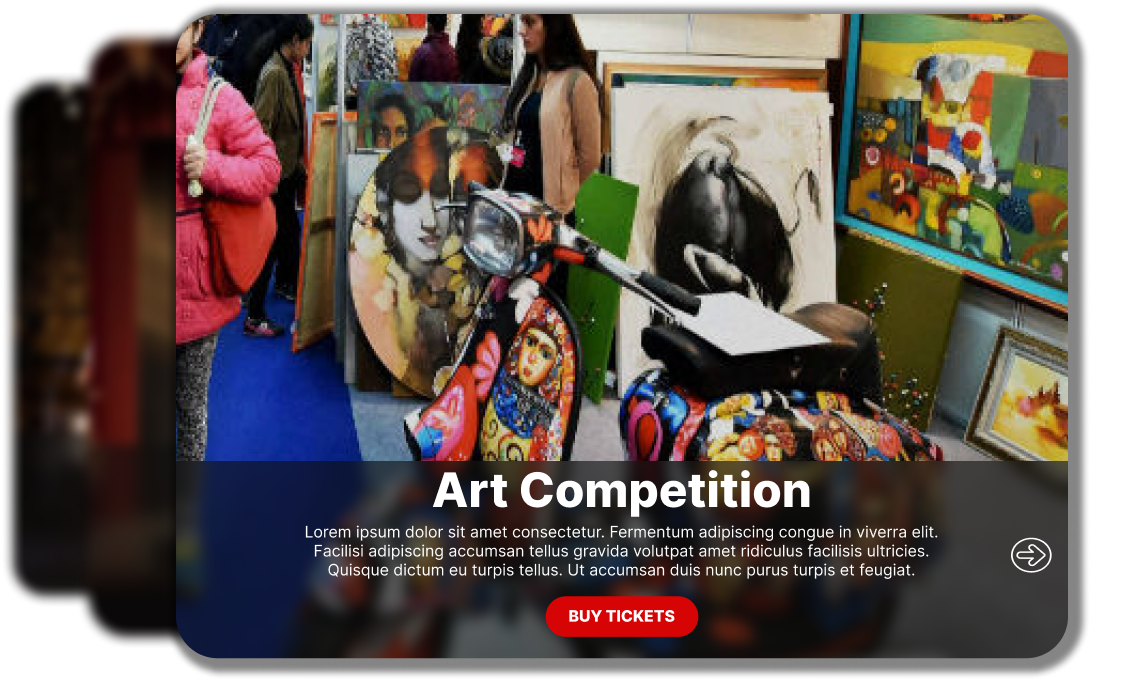 Art Competition
Lorem ipsum dolor sit amet consectetur. Fermentum adipiscing congue in viverra elit.
Facilisi adipiscing accumsan tellus gravida volutpat amet ridiculus facilisis ultricies.
Quisque dictum eu turpis tellus. Ut accumsan duis nunc purus turpis et feugiat.
BUY TICKETS